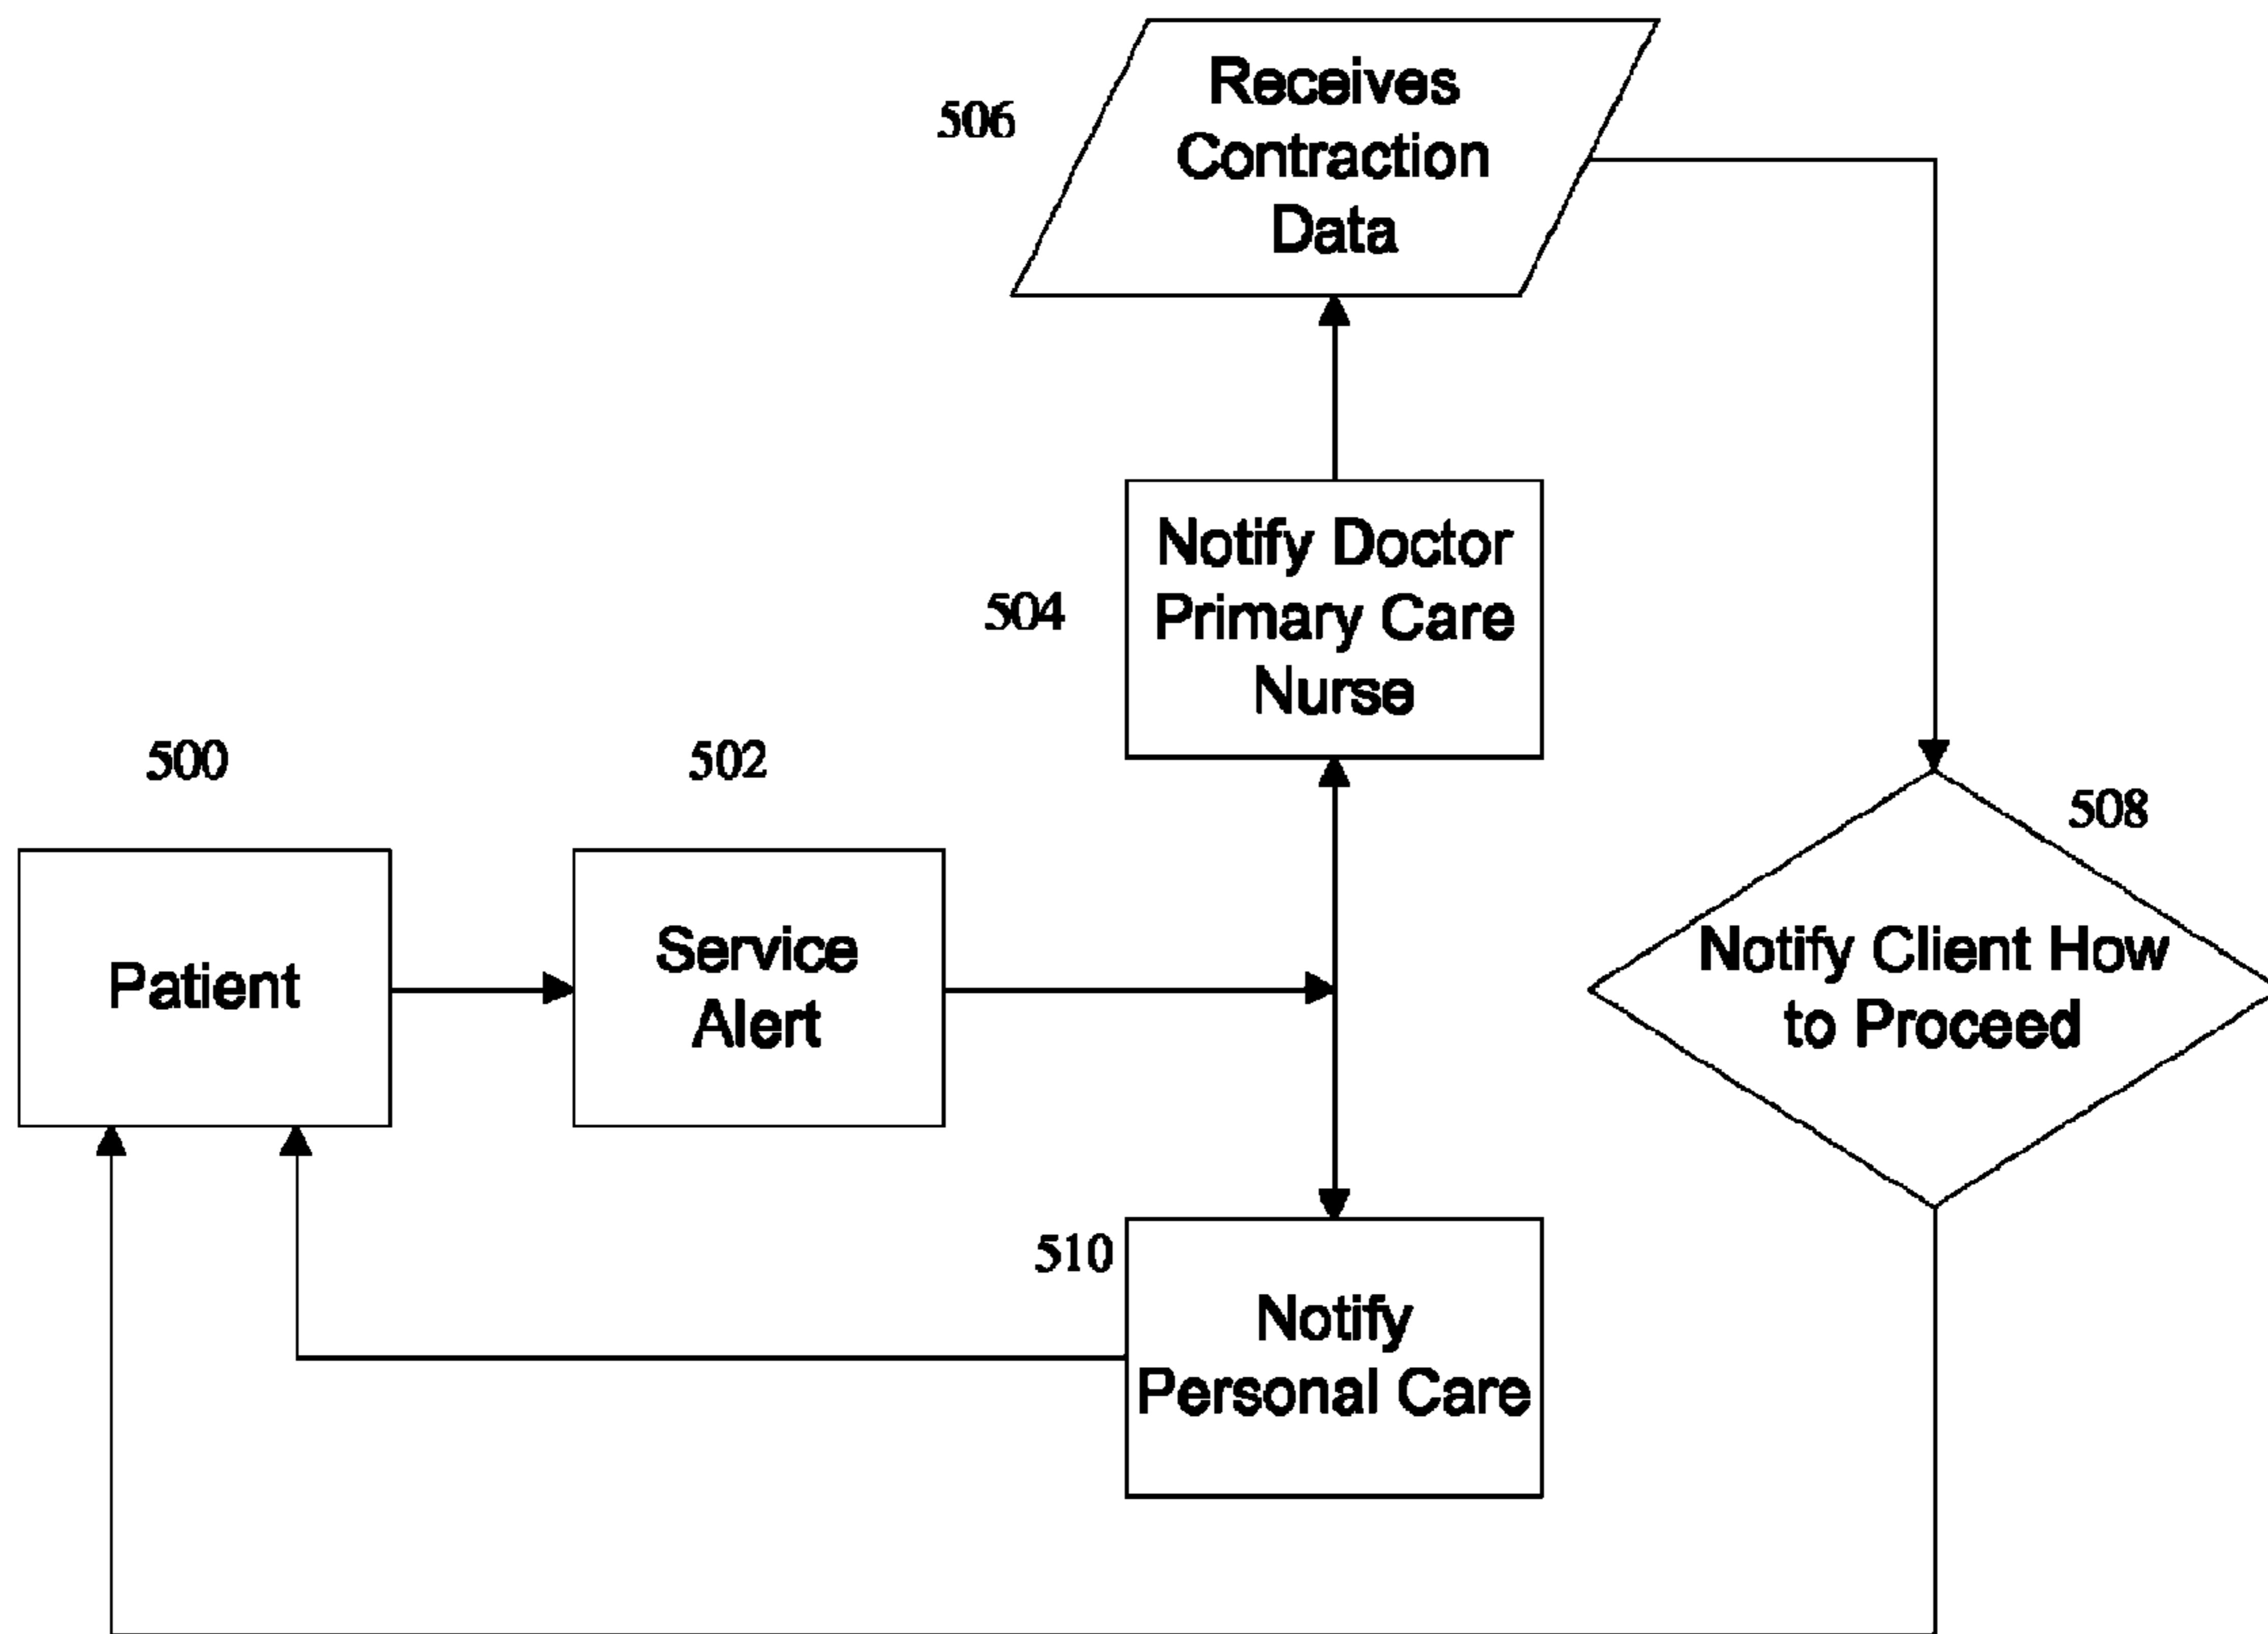 506
Receives
Contraction
Data
504
Notify Doctor
Primary Care
Nurse
500
Patient
502
Service
Alert
508
Notify Client How
to Proceed
510
Notify
Personal Care